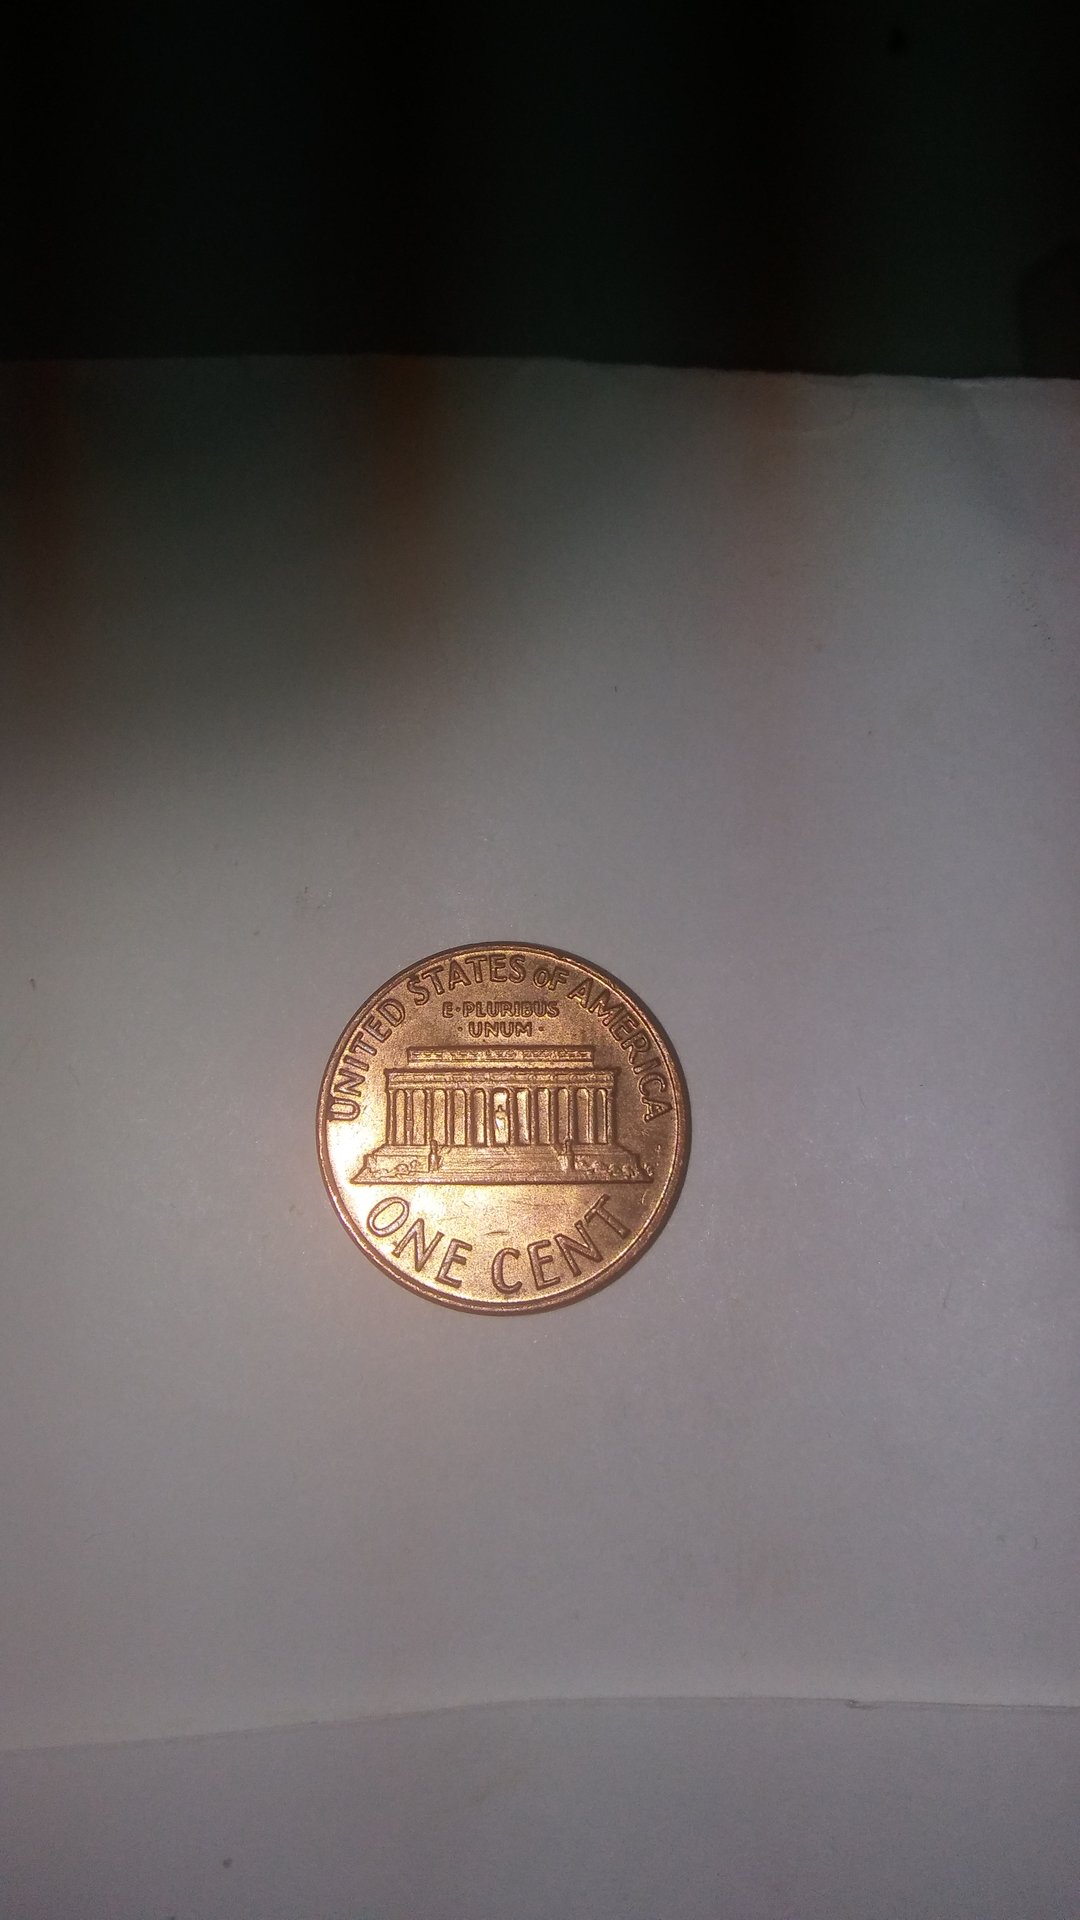 UNITED STATES OF AMERICA
E·PLURIBUS
·UNUM·
ONE CENT